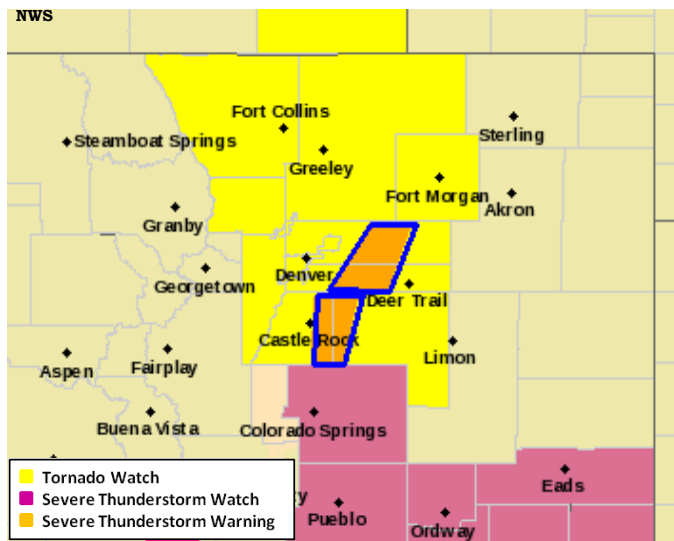 NWS
Fort Collins
Steamboat Springs
Sterling
Greeley
Fort Morgan
Akron
Granby
Denver
Georgetown
Deer Trail
Castle Rock
Limon
Aspen
Fairplay
Buena Vista
Colorado Springs
Tornado Watch
Severe Thunderstorm Watch
Severe Thunderstorm Warning
Eads
Pueblo
Ordway